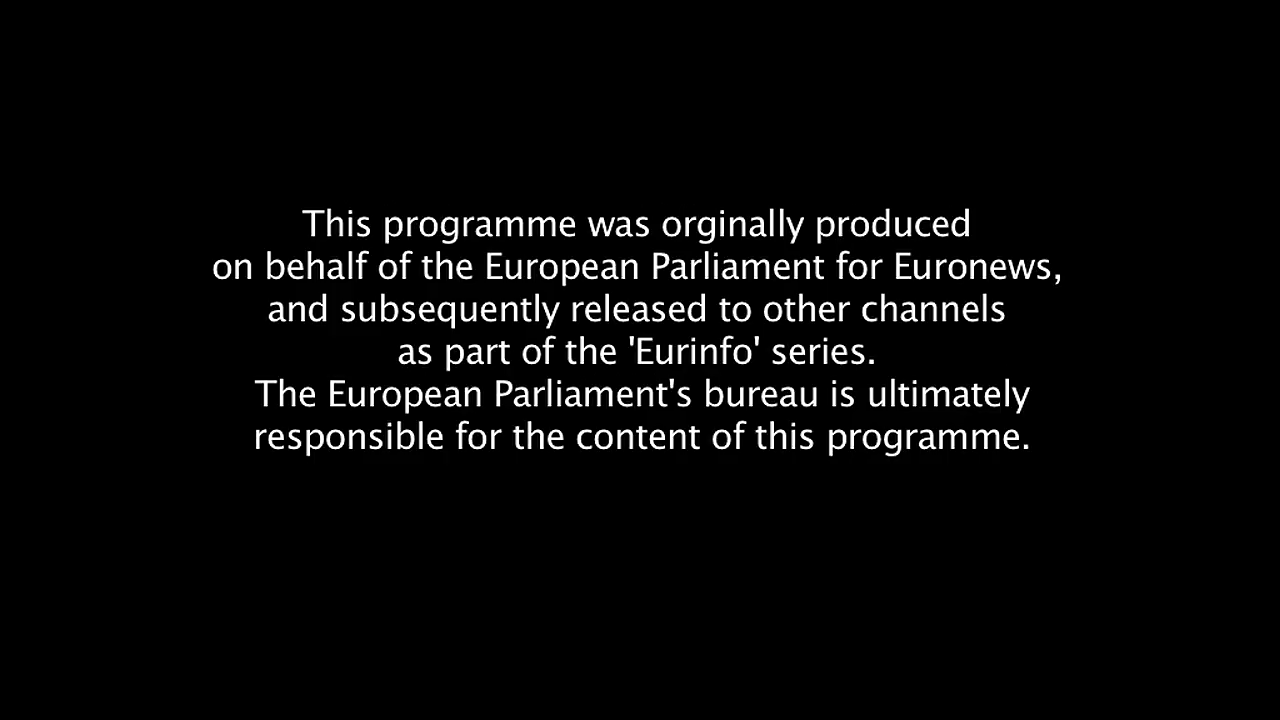 This programme was orginally produced
on behalf of the European Parliament for Euronews,
and subsequently released to other channels
as part of the 'Eurinfo' series.
The European Parliament's bureau is ultimately
responsible for the content of this programme.